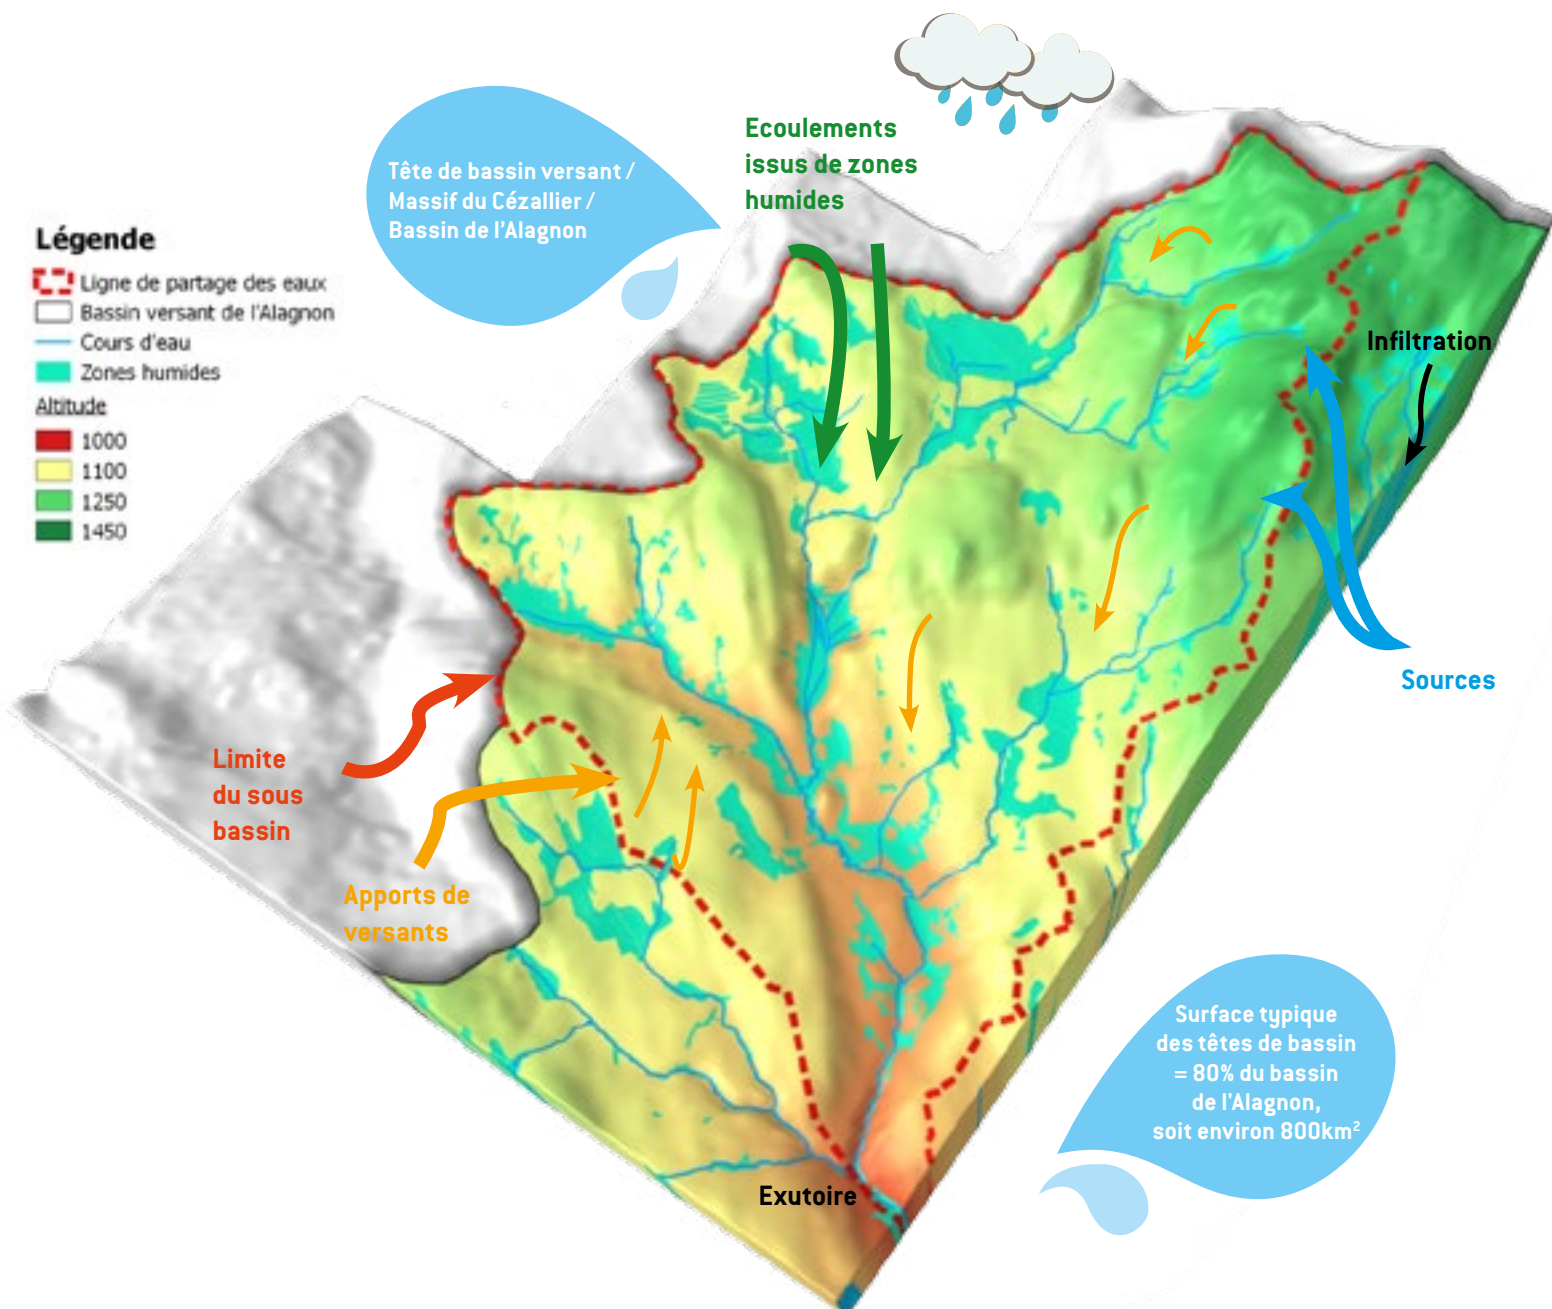 Ecoulements
issus de zones
humides
Tête de bassin versant /
Massif du Cézallier /
Bassin de l'Alagnon
Légende
Ligne de partage des eaux
Bassin versant de l'Alagnon
Cours d'eau
Zones humides
Altitude
1000
1100
1250
1450
Infiltration
Sources
Limite
du sous
bassin
Apports de
versants
Surface typique
des têtes de bassin
= 80% du bassin
de l'Alagnon,
soit environ 800km²
Exutoire